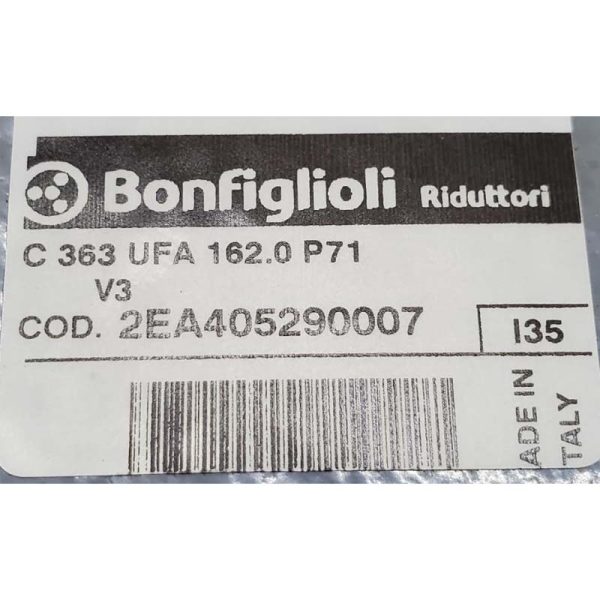 Bonfiglioli Riduttori
C 363 UFA 162.0 P71
V3
COD. 2EA405290007
I35
ADE IN
TALY